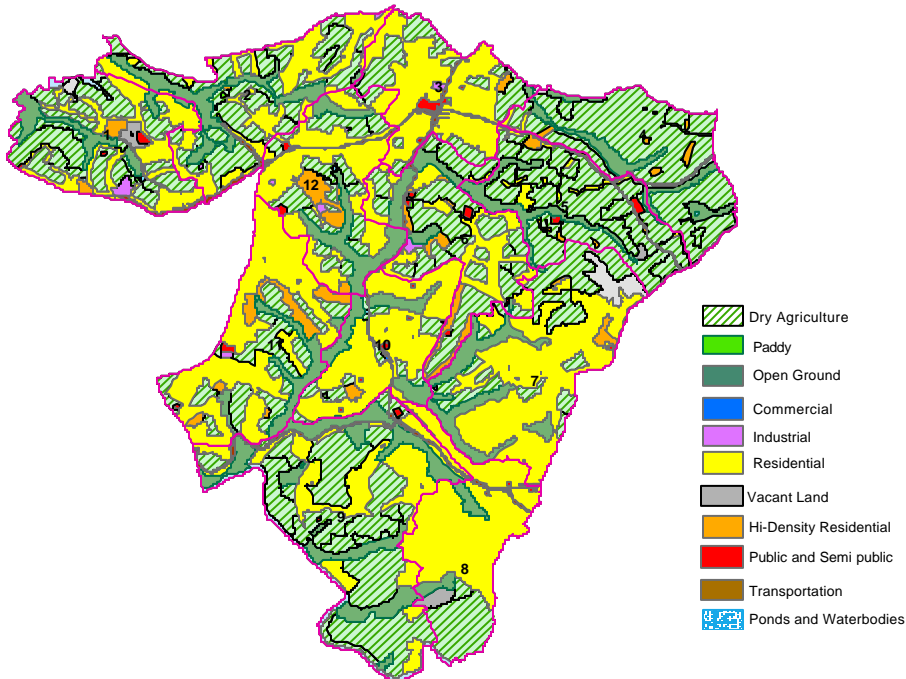 3
2
1
4
12
5
11
6
10
7
9
8
Dry Agriculture
Paddy
Open Ground
Commercial
Industrial
Residential
Vacant Land
Hi-Density Residential
Public and Semi public
Transportation
Ponds and Waterbodies